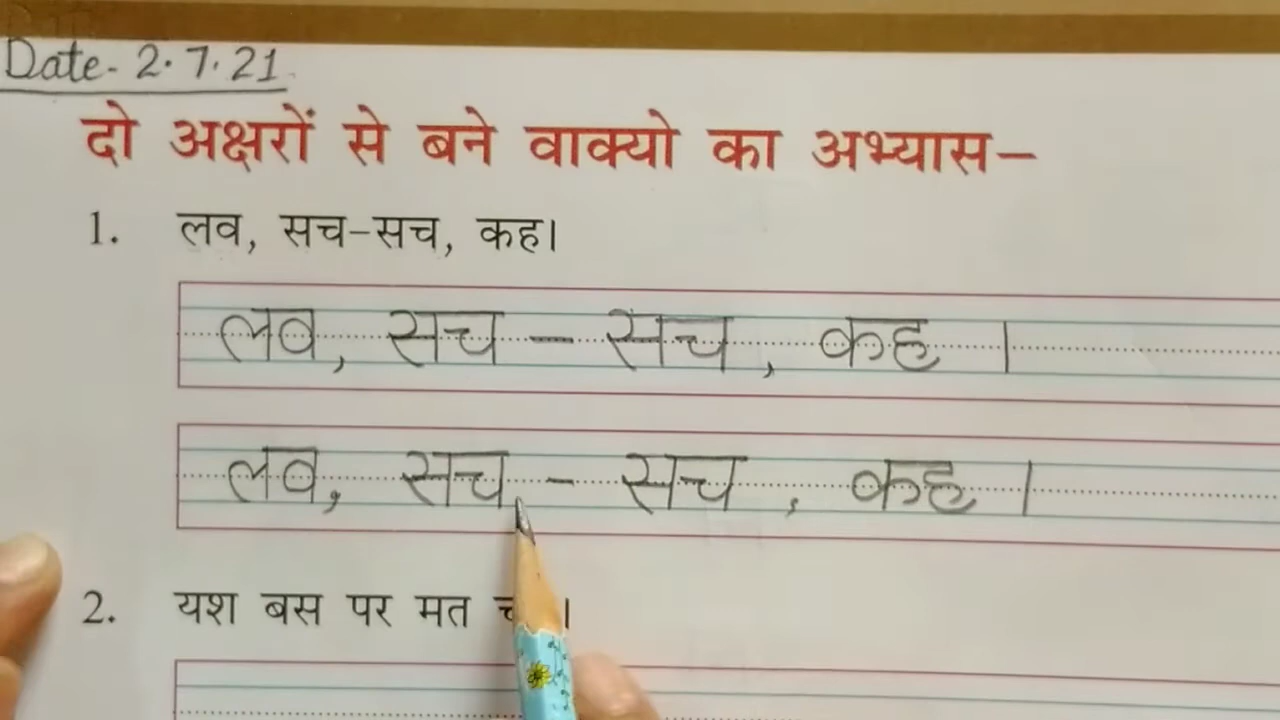 Date- 2.7.21
दो अक्षरों से बने वाक्यो का अभ्यास–
1. लव, सच-सच, कह।
लव, सच - सच, कह ।
लव, सच - सच , कह ।
2. यश बस पर मत ।